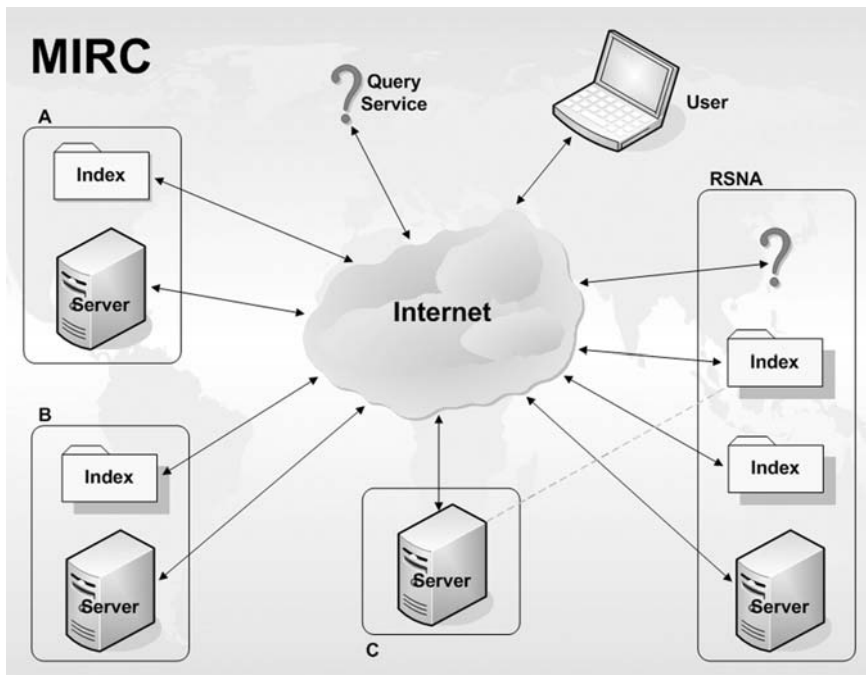 MIRC
Query
Service
User
A
Index
Server
RSNA
Internet
Index
B
Index
Index
Server
Server
C
Server